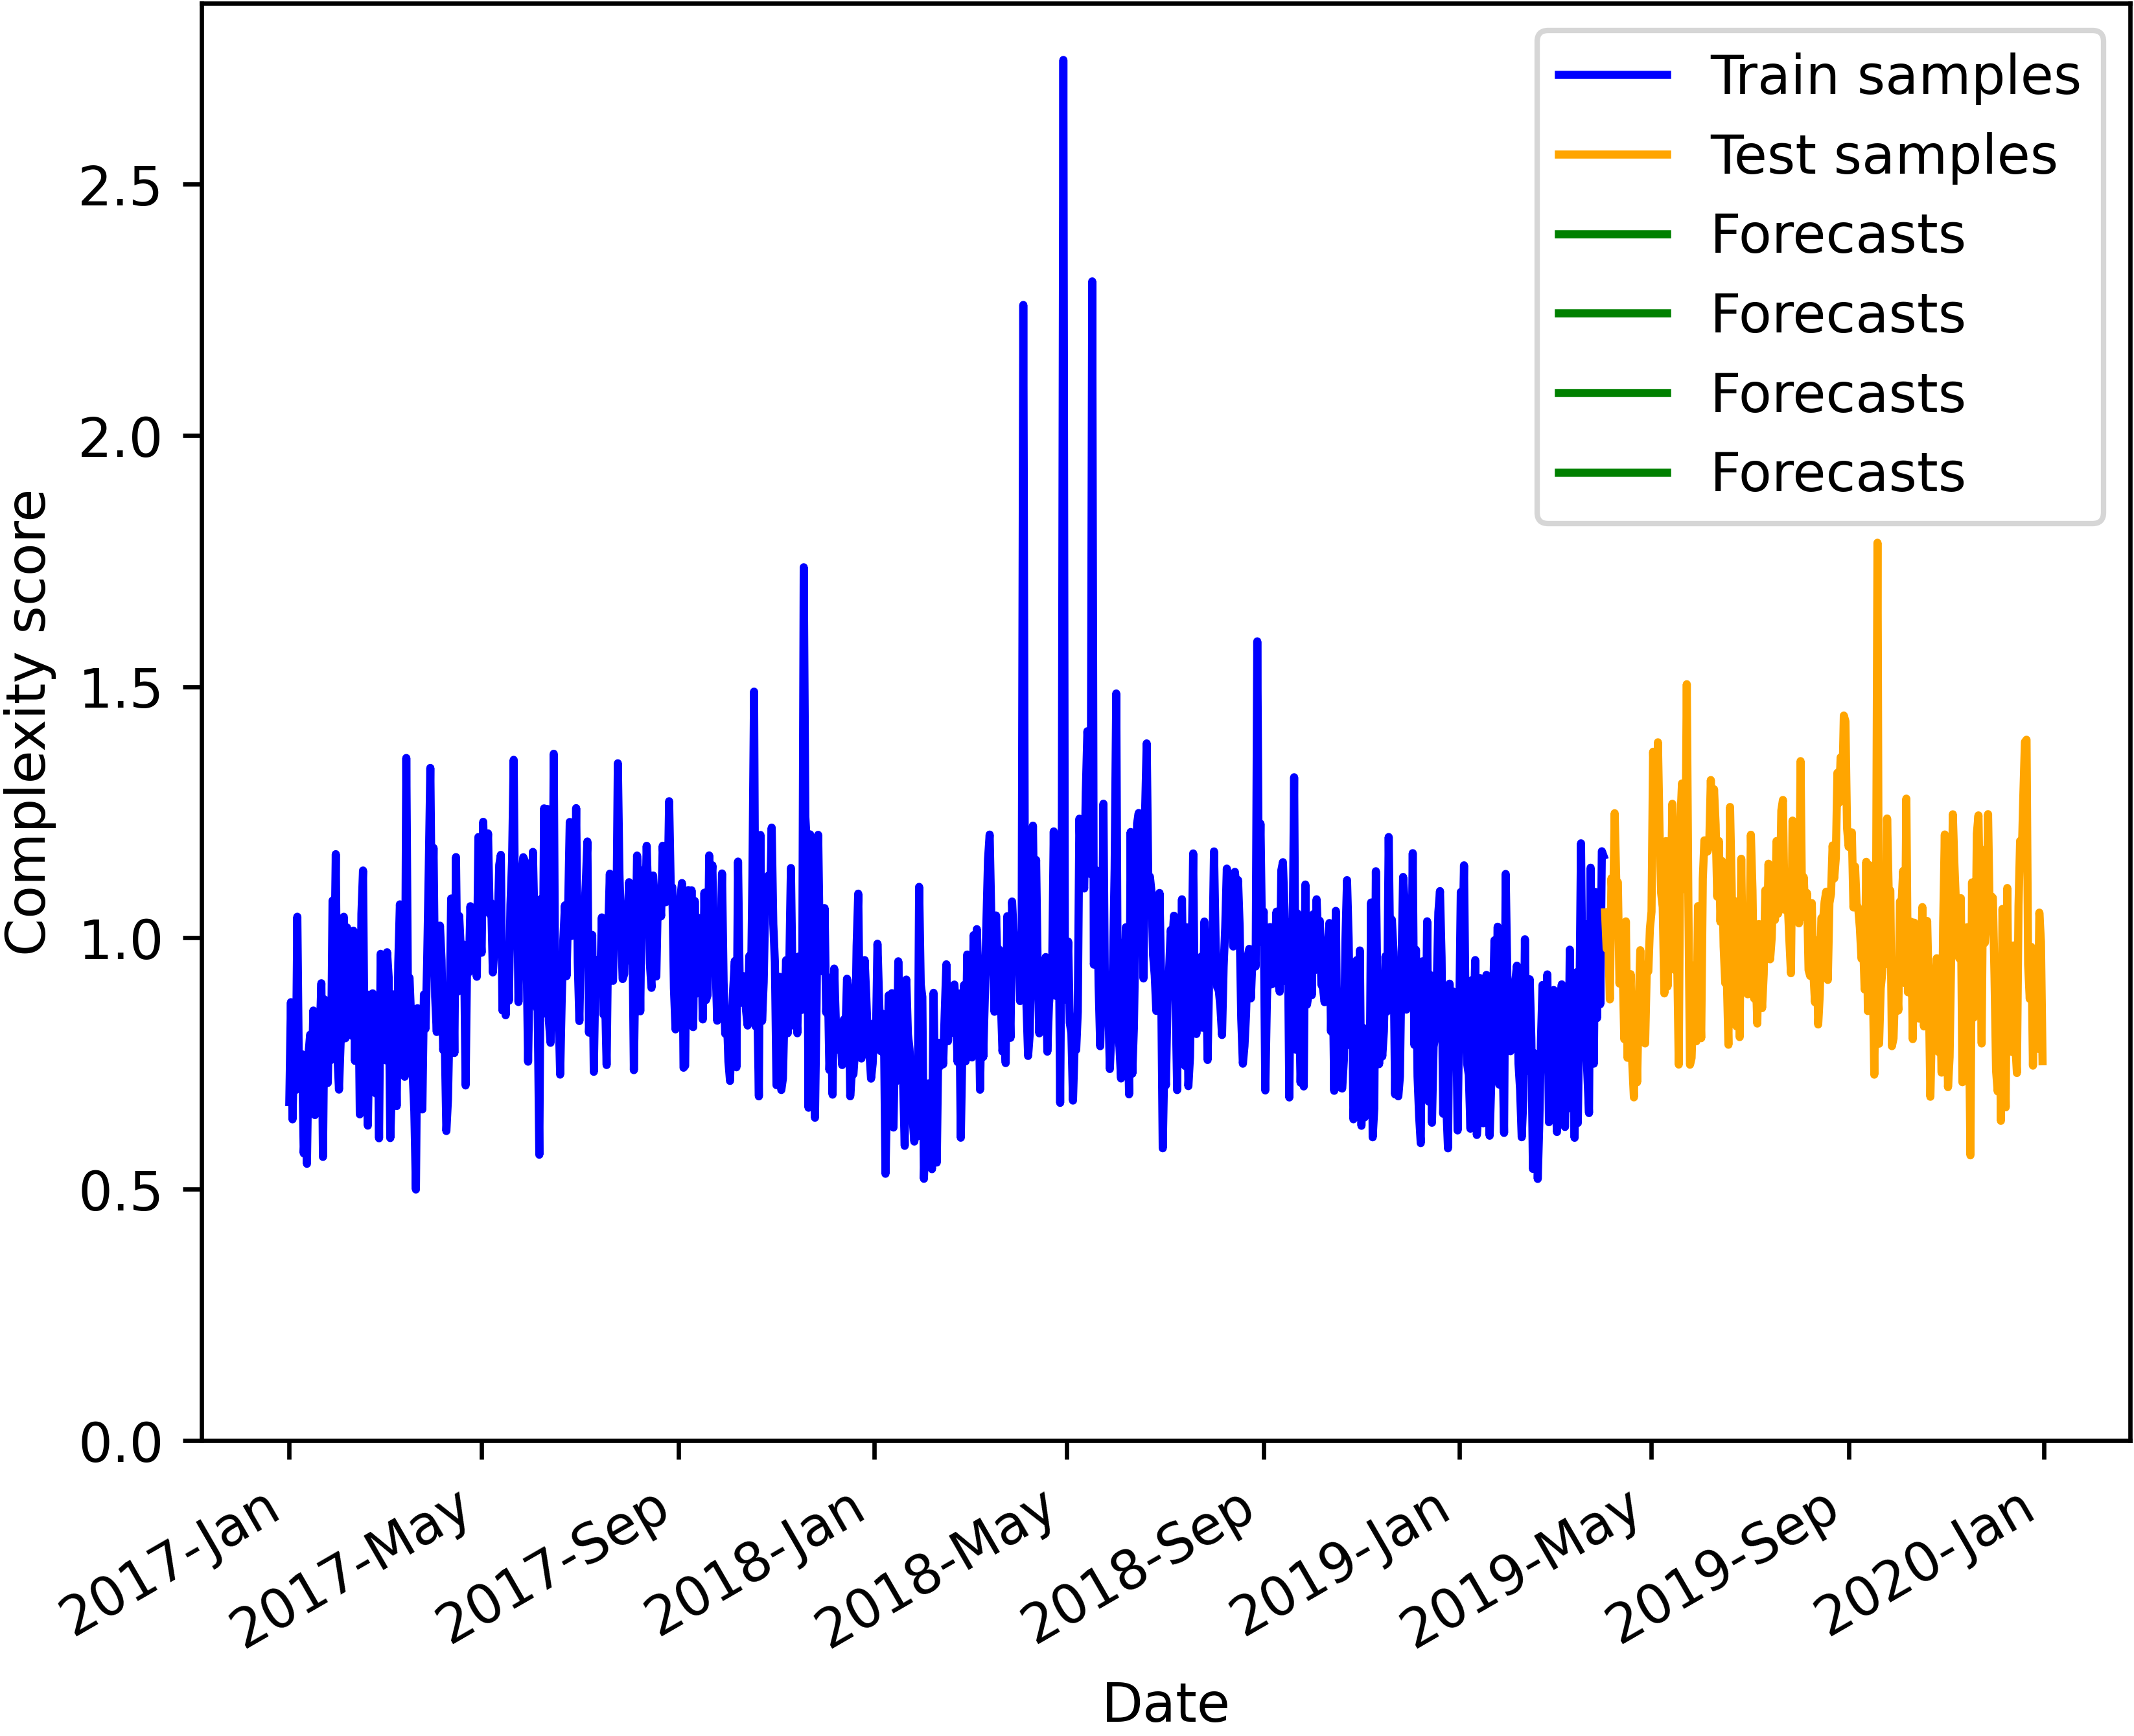 Train samples
Test samples
Forecasts
Forecasts
Forecasts
Forecasts
Complexity score
2.5
2.0
1.5
1.0
0.5
0.0
2017-Jan
2017-May
2017-Sep
2018-Jan
2018-May
2018-Sep
2019-Jan
2019-May
2019-Sep
2020-Jan
Date